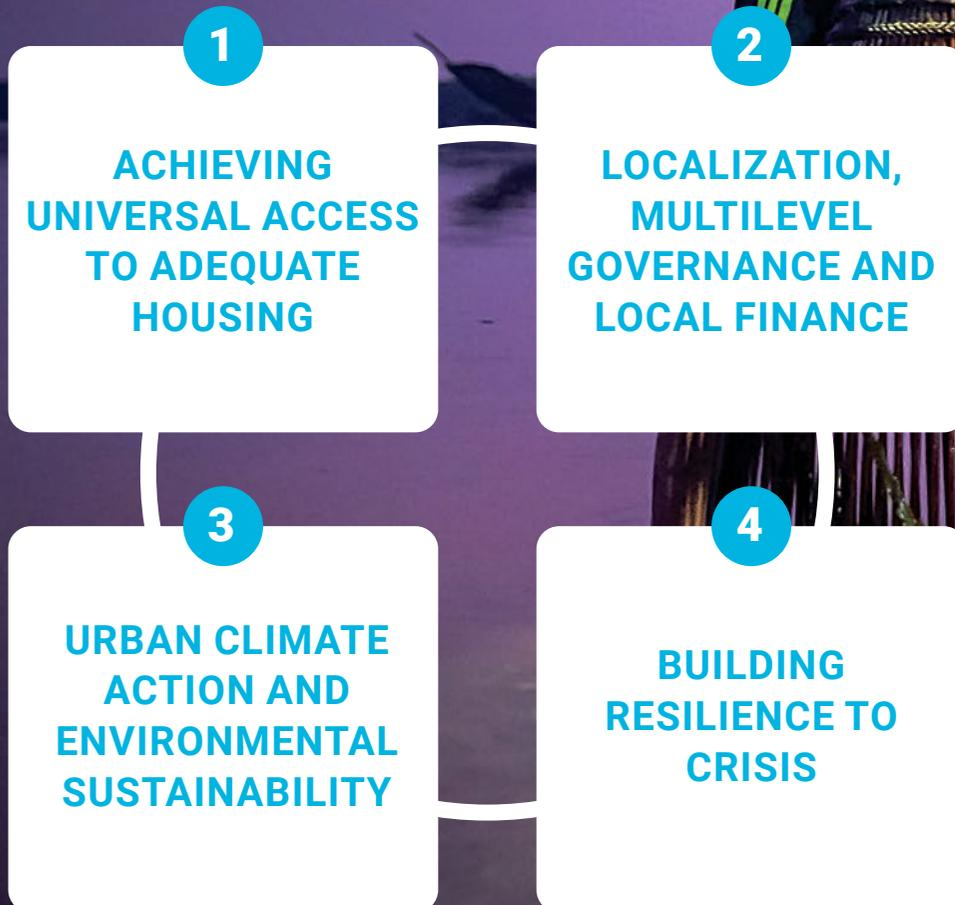 1
ACHIEVING
UNIVERSAL ACCESS
TO ADEQUATE
HOUSING
2
LOCALIZATION,
MULTILEVEL
GOVERNANCE AND
LOCAL FINANCE
3
URBAN CLIMATE
ACTION AND
ENVIRONMENTAL
SUSTAINABILITY
4
BUILDING
RESILIENCE TO
CRISIS